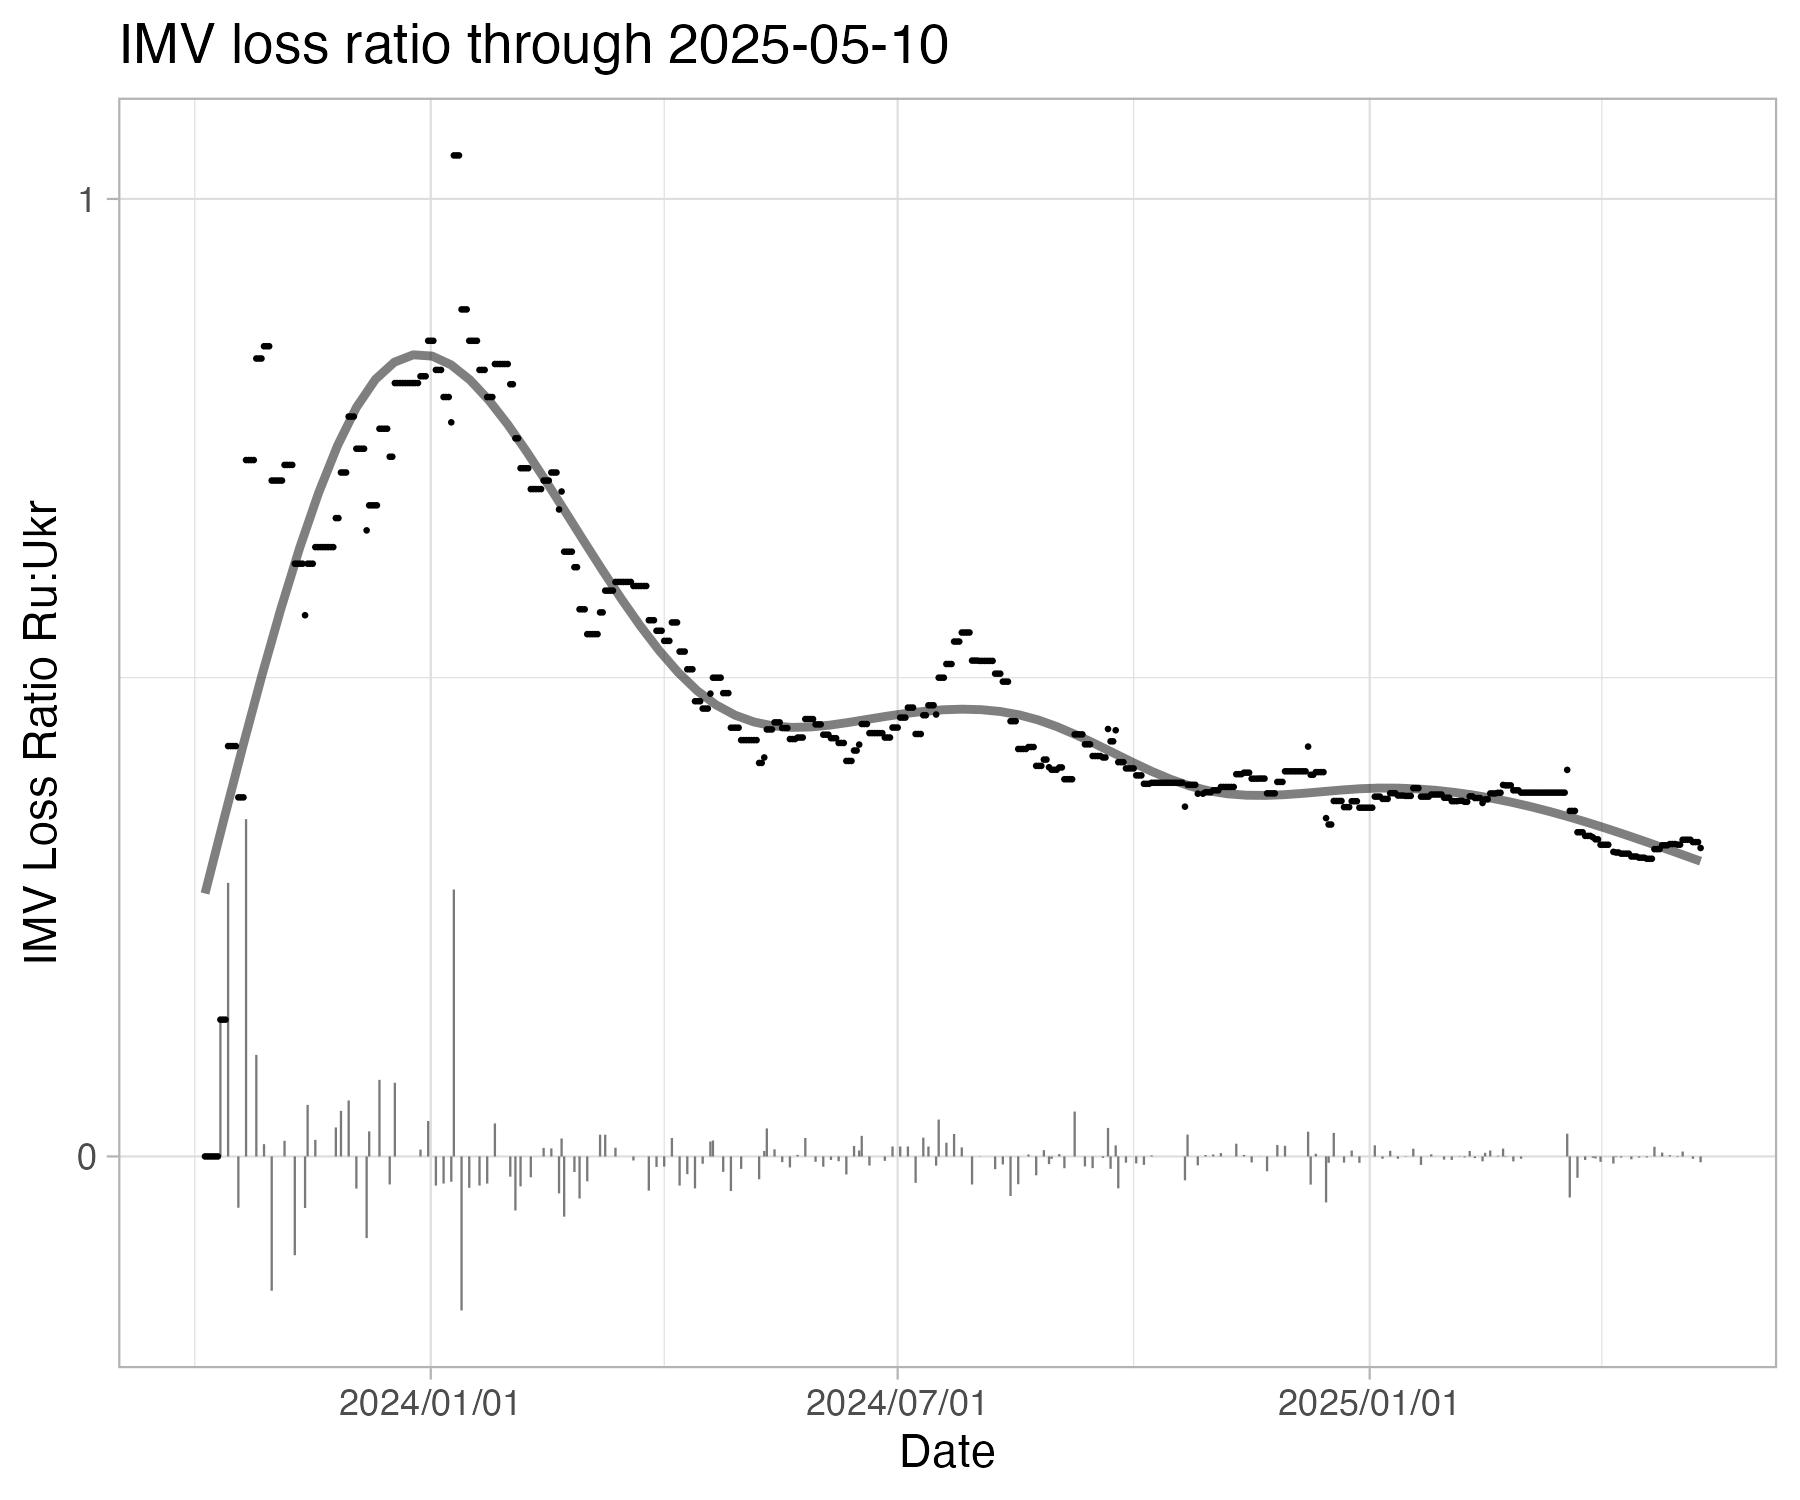 IMV loss ratio through 2025-05-10
IMV Loss Ratio Ru:Ukr
1
0
2024/01/01
2024/07/01
2025/01/01
Date